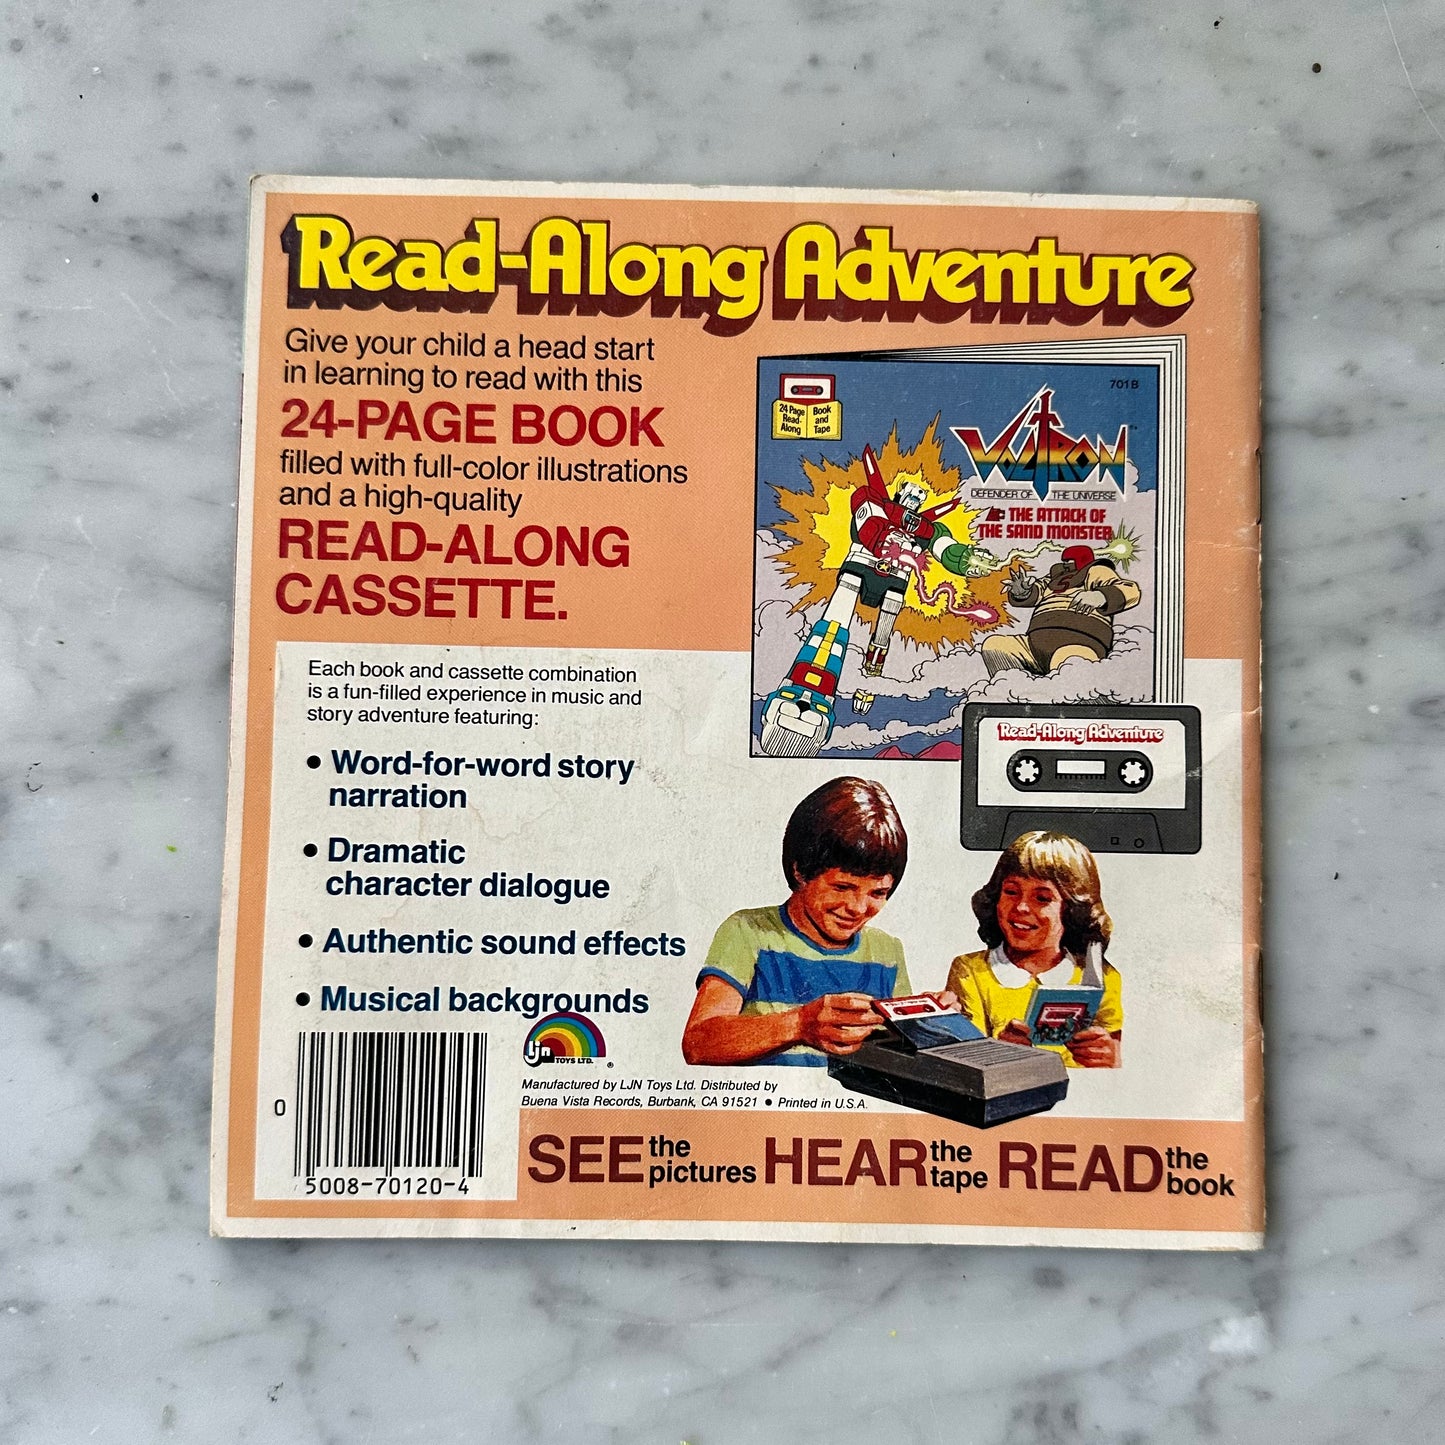 Read-Along Adventure
Give your child a head start
in learning to read with this
24-PAGE BOOK
filled with full-color illustrations
and a high-quality
READ-ALONG
CASSETTE.
701B
24 Page
Read-
Along
Book
and
Tape
VOLTRON
DEFENDER OF THE UNIVERSE
THE ATTACK OF
THE SAND MONSTER
Read-Along Adventure
Each book and cassette combination
is a fun-filled experience in music and
story adventure featuring:
• Word-for-word story
narration
• Dramatic
character dialogue
• Authentic sound effects
• Musical backgrounds
ljn
TOYS LTD. ®
Manufactured by LJN Toys Ltd. Distributed by
Buena Vista Records, Burbank, CA 91521 • Printed in U.S.A.
0
5008-70120-4
SEE the pictures HEAR the tape READ the book